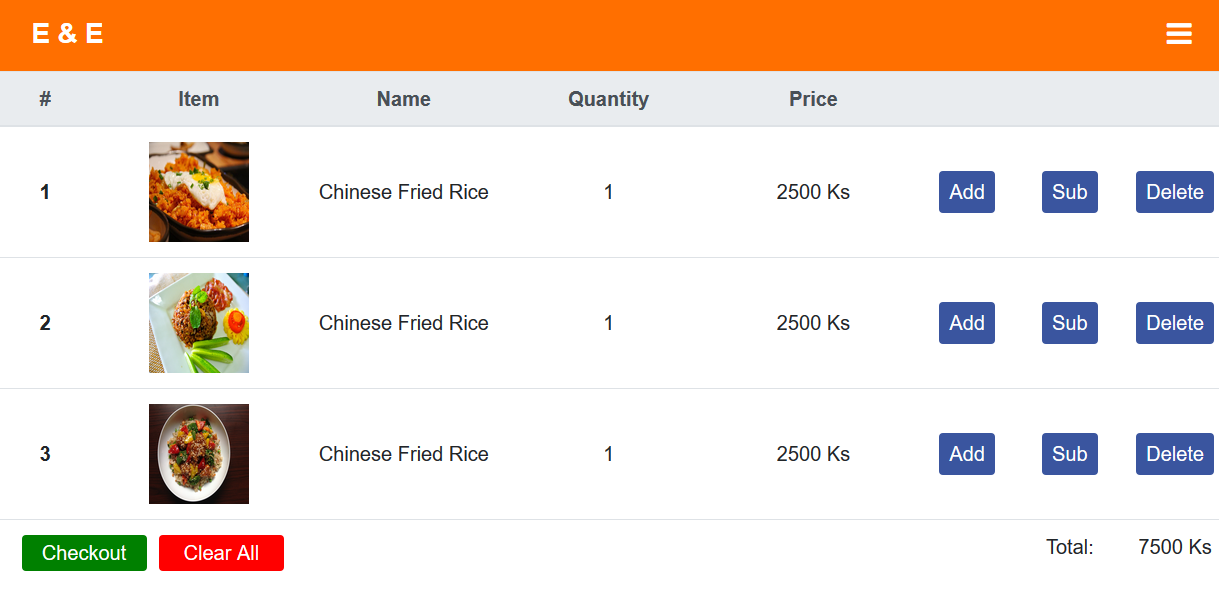 E & E
# Item Name Quantity Price
1 Chinese Fried Rice 1 2500 Ks Add Sub Delete
2 Chinese Fried Rice 1 2500 Ks Add Sub Delete
3 Chinese Fried Rice 1 2500 Ks Add Sub Delete
Checkout Clear All Total: 7500 Ks